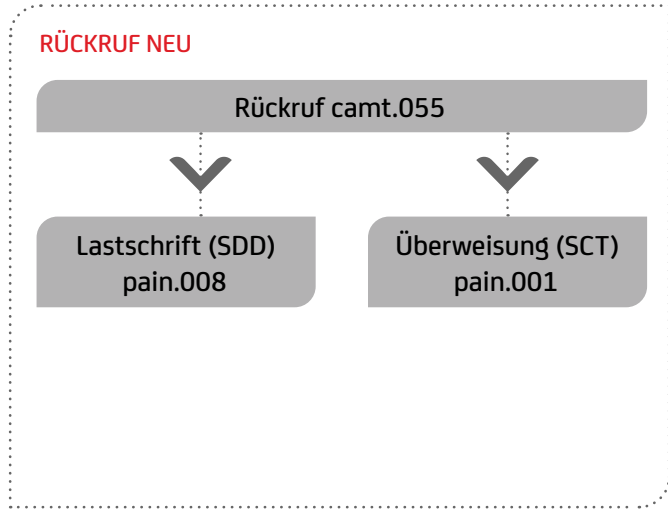 RÜCKRUF NEU
Rückruf camt.055
Lastschrift (SDD)
pain.008
Überweisung (SCT)
pain.001